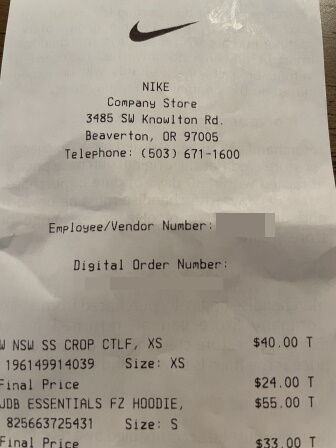 NIKE
Company Store
3485 SW Knowlton Rd.
Beaverton, OR 97005
Telephone: (503) 671-1600
Employee/Vendor Number:
Digital Order Number:
W NSW SS CROP CTLF, XS $40.00 T
196149914039 Size: XS
Final Price $24.00 T
JDB ESSENTIALS FZ HOODIE, $55.00 T
825663725431 Size: S
Final Price $33.00 T